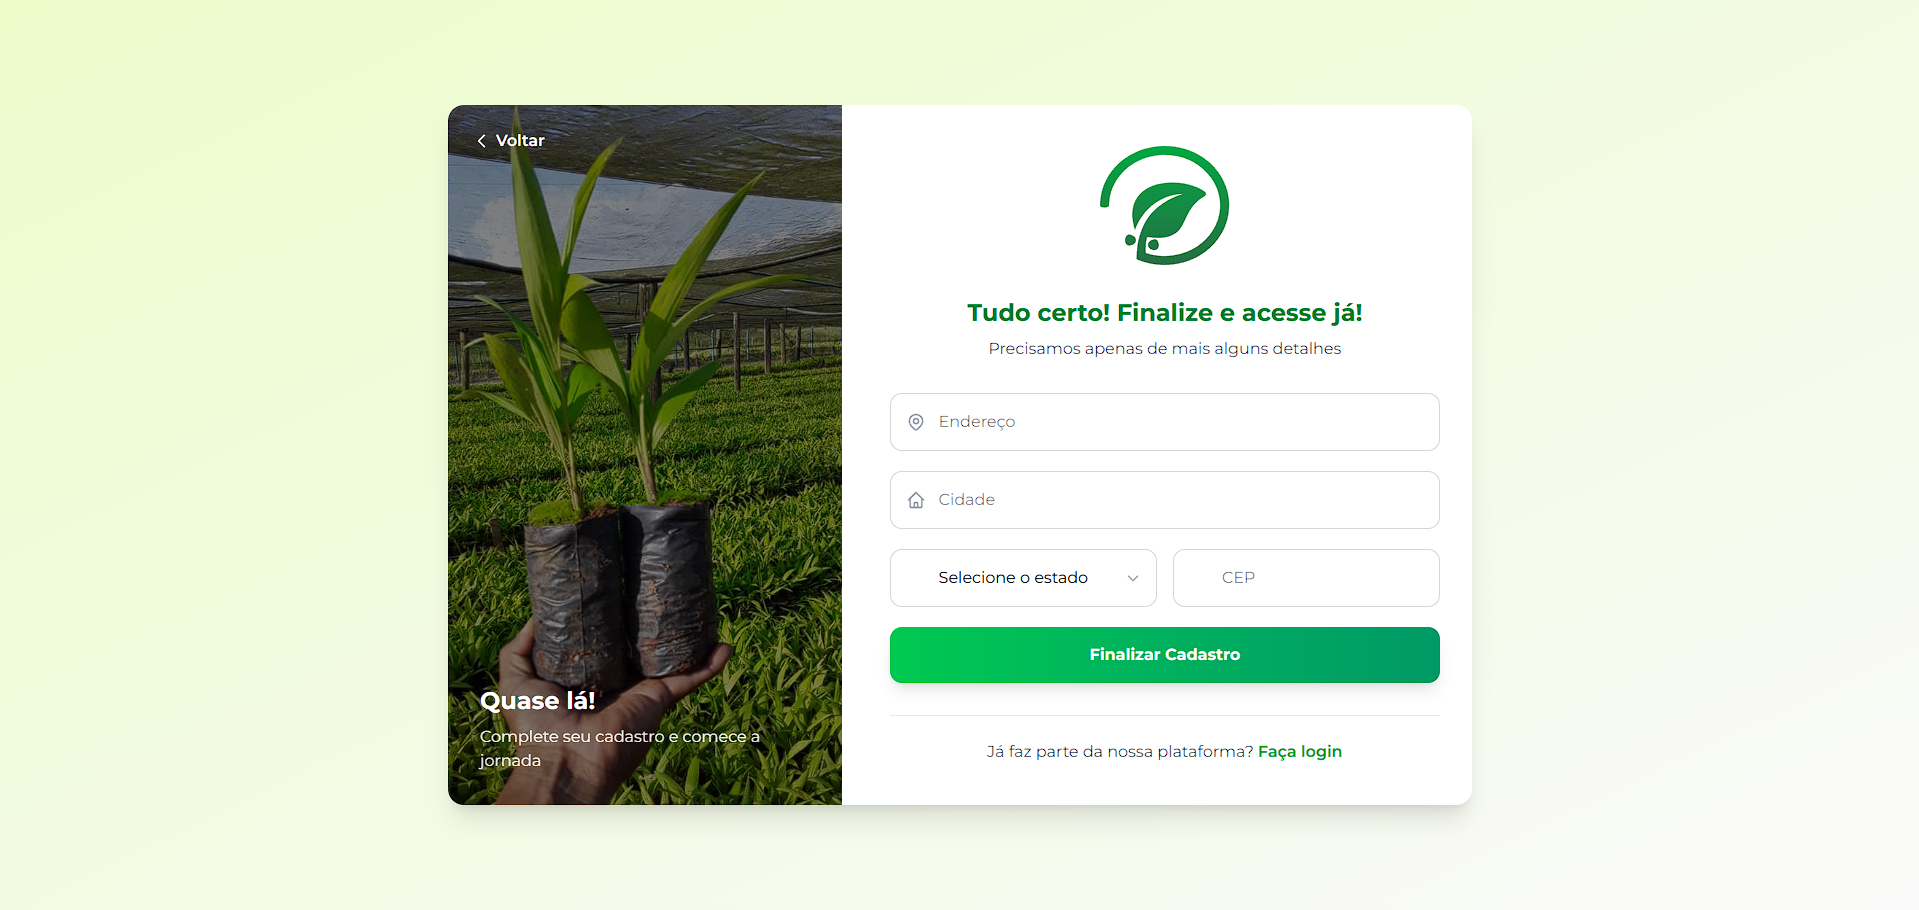 Voltar
Quase lá!
Complete seu cadastro e comece a
jornada
Tudo certo! Finalize e acesse já!
Precisamos apenas de mais alguns detalhes
Endereço
Cidade
Selecione o estado
CEP
Finalizar Cadastro
Já faz parte da nossa plataforma? Faça login